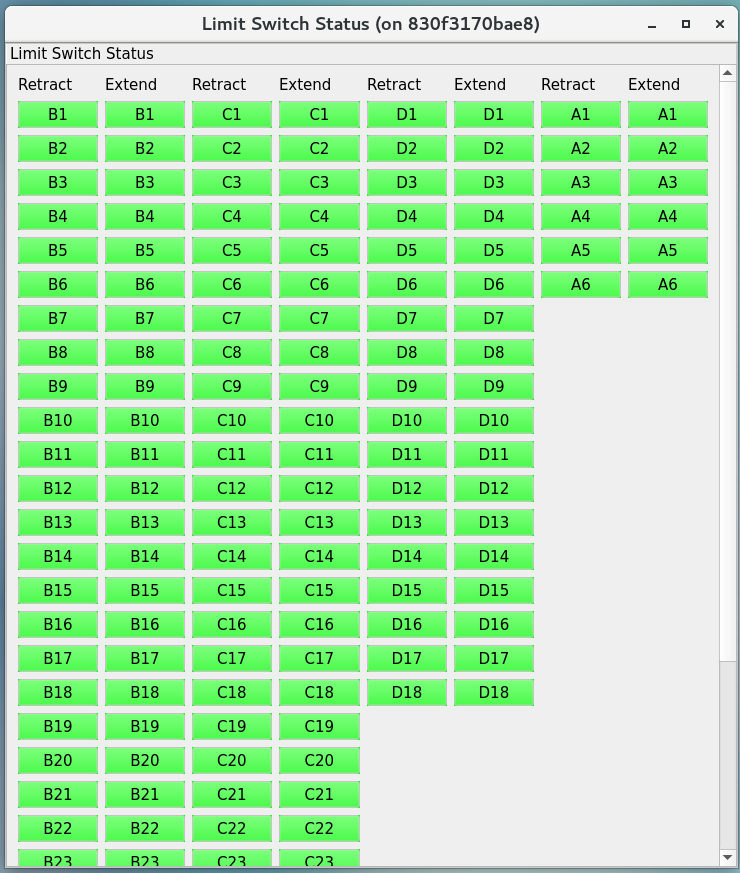 Limit Switch Status (on 830f3170bae8)
Limit Switch Status
Retract Extend Retract Extend Retract Extend Retract Extend
B1 B1 C1 C1 D1 D1 A1 A1
B2 B2 C2 C2 D2 D2 A2 A2
B3 B3 C3 C3 D3 D3 A3 A3
B4 B4 C4 C4 D4 D4 A4 A4
B5 B5 C5 C5 D5 D5 A5 A5
B6 B6 C6 C6 D6 D6 A6 A6
B7 B7 C7 C7 D7 D7
B8 B8 C8 C8 D8 D8
B9 B9 C9 C9 D9 D9
B10 B10 C10 C10 D10 D10
B11 B11 C11 C11 D11 D11
B12 B12 C12 C12 D12 D12
B13 B13 C13 C13 D13 D13
B14 B14 C14 C14 D14 D14
B15 B15 C15 C15 D15 D15
B16 B16 C16 C16 D16 D16
B17 B17 C17 C17 D17 D17
B18 B18 C18 C18 D18 D18
B19 B19 C19 C19
B20 B20 C20 C20
B21 B21 C21 C21
B22 B22 C22 C22
B23 B23 C23 C23